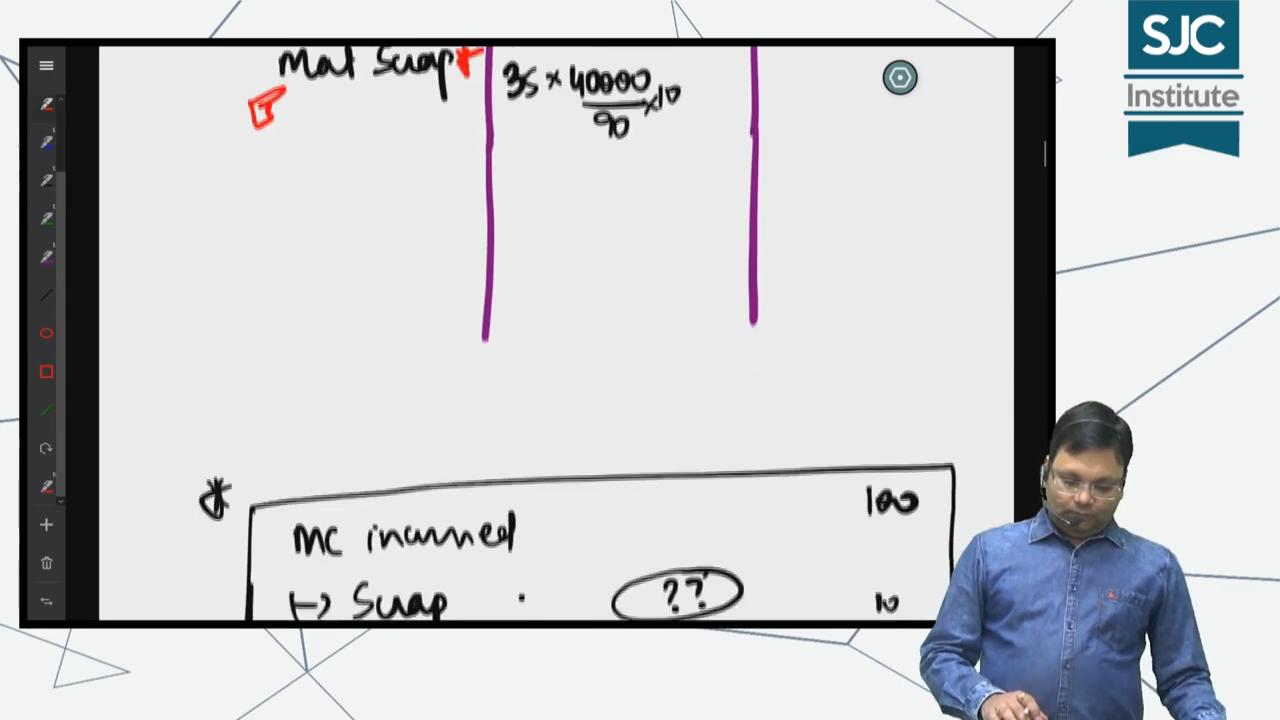 SJC
Institute
Mat Scrap
35 × 40000/90 × 10
MC incurred 100
(-) Scrap ?? 10